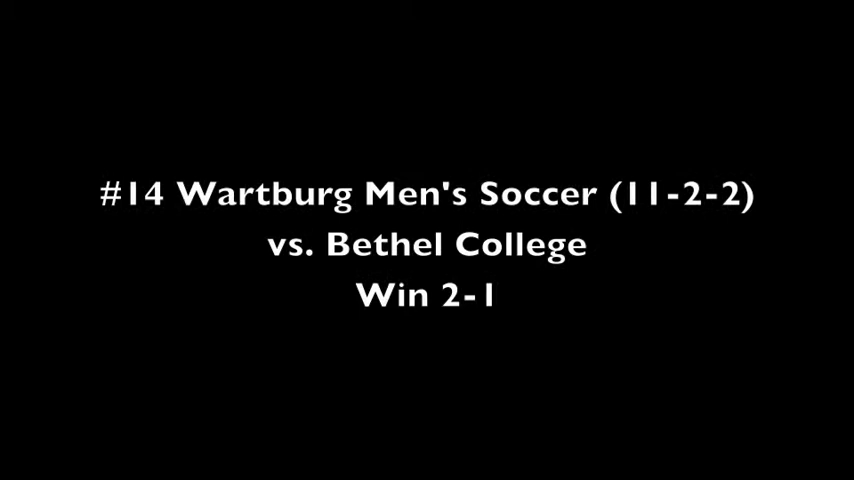 #14 Wartburg Men's Soccer (11-2-2)
vs. Bethel College
Win 2-1